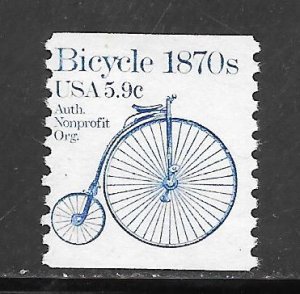 Bicycle 1870s
USA 5.9c
Auth.
Nonprofit
Org.